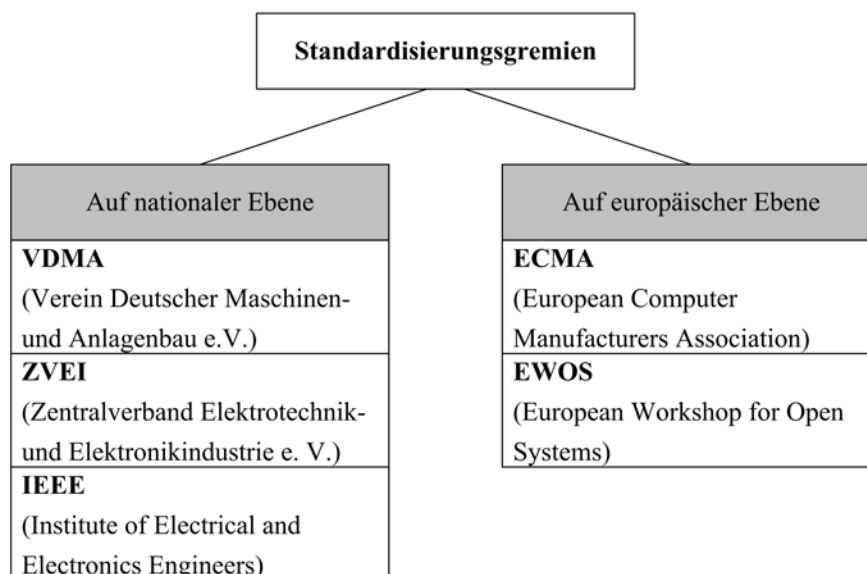 Standardisierungsgremien
Auf nationaler Ebene
VDMA
(Verein Deutscher Maschinen-
und Anlagenbau e.V.)
ZVEI
(Zentralverband Elektrotechnik-
und Elektronikindustrie e. V.)
IEEE
(Institute of Electrical and
Electronics Engineers)
Auf europäischer Ebene
ECMA
(European Computer
Manufacturers Association)
EWOS
(European Workshop for Open
Systems)